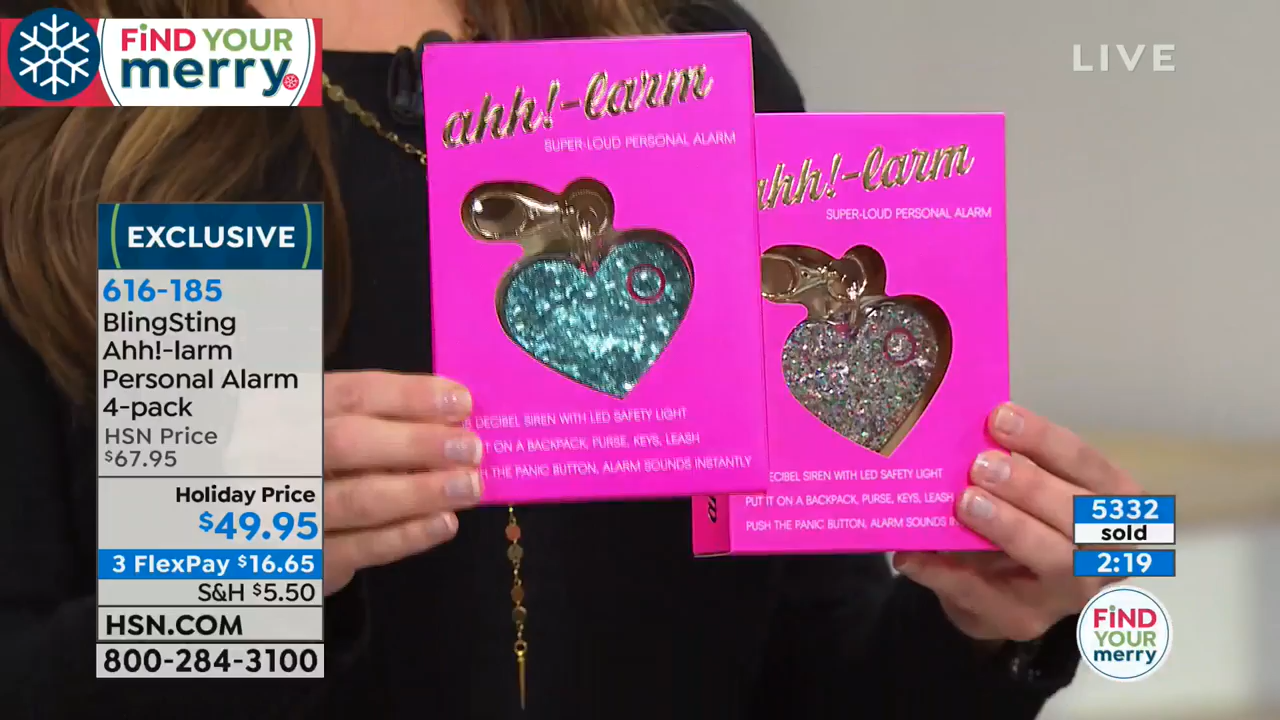 FiND YOUR
merry.
LIVE
EXCLUSIVE
616-185
BlingSting
Ahh!-larm
Personal Alarm
4-pack
HSN Price
$67.95
Holiday Price
$49.95
3 FlexPay $16.65
S&H $5.50
HSN.COM
800-284-3100
ahh!-larm
SUPER-LOUD PERSONAL ALARM
DECIBEL SIREN WITH LED SAFETY LIGHT
IT ON A BACKPACK, PURSE, KEYS, LEASH
THE PANIC BUTTON, ALARM SOUNDS INSTANTLY
ahh!-larm
SUPER-LOUD PERSONAL ALARM
DECIBEL SIREN WITH LED SAFETY LIGHT
PUT IT ON A BACKPACK, PURSE, KEYS, LEASH
PUSH THE PANIC BUTTON, ALARM SOUNDS
5332
sold
2:19
FiND
YOUR
merry